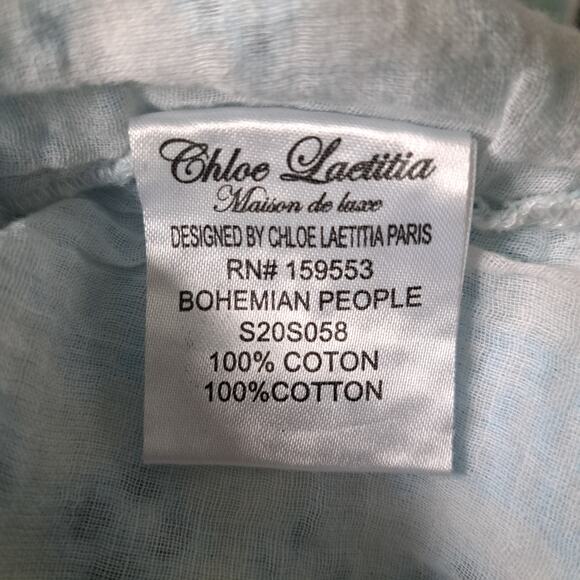 Chloe Laetitia
Maison de luxe
DESIGNED BY CHLOE LAETITIA PARIS
RN# 159553
BOHEMIAN PEOPLE
S20S058
100% COTON
100%COTTON